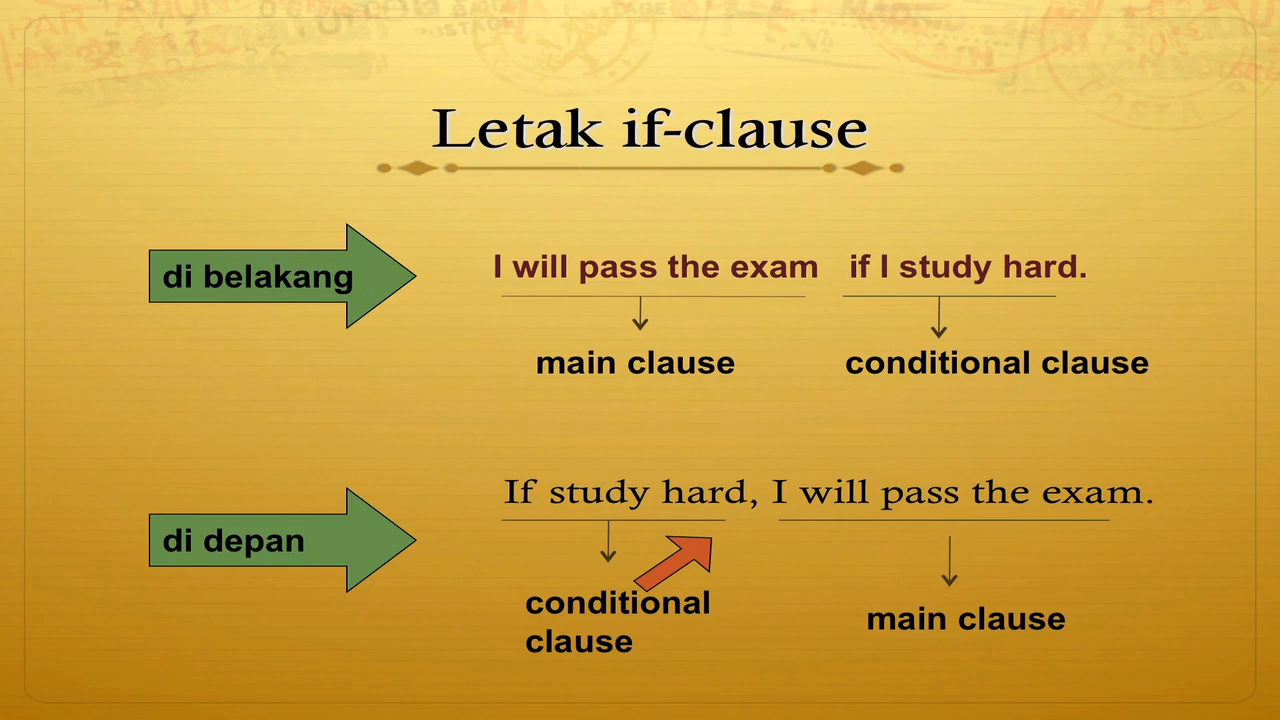 Letak if-clause
di belakang
I will pass the exam if I study hard.
main clause
conditional clause
di depan
If study hard, I will pass the exam.
conditional
clause
main clause